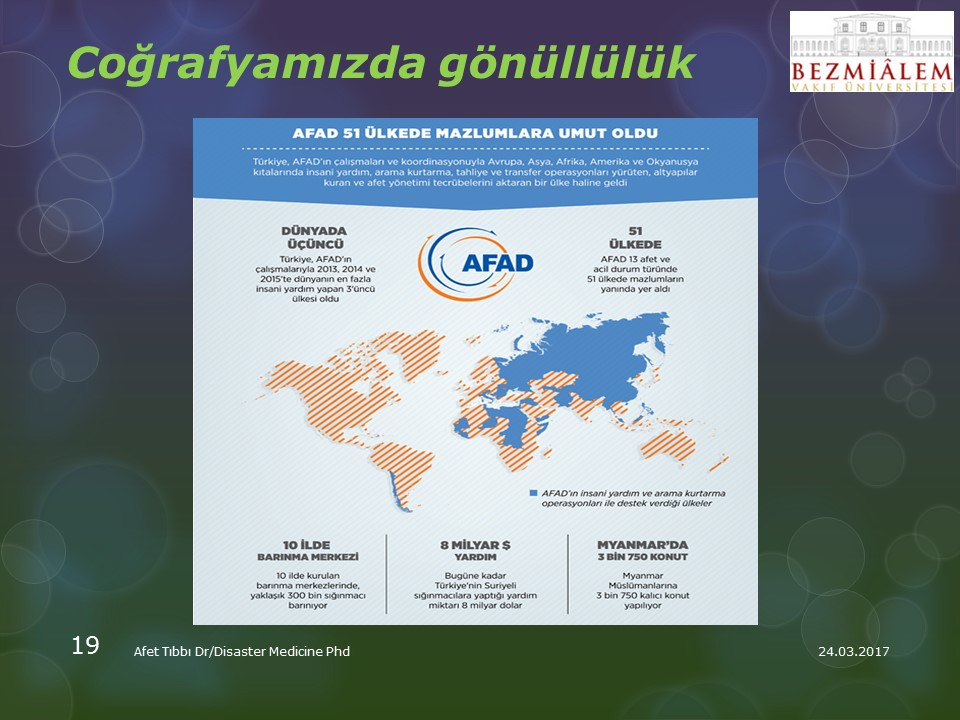 Coğrafyamızda gönüllülük
BEZMİÂLEM
VAKIF ÜNİVERSİTESİ
AFAD 51 ÜLKEDE MAZLUMLARA UMUT OLDU
Türkiye, AFAD'ın çalışmaları ve koordinasyonuyla Avrupa, Asya, Afrika, Amerika ve Okyanusya
kıtalarında insani yardım, arama kurtarma, tahliye ve transfer operasyonları yürüten, altyapılar
kuran ve afet yönetimi tecrübelerini aktaran bir ülke haline geldi
DÜNYADA
ÜÇÜNCÜ
Türkiye, AFAD'ın
çalışmalarıyla 2013, 2014 ve
2015'te dünyanın en fazla
insani yardım yapan 3'üncü
ülkesi oldu
AFAD
51
ÜLKEDE
AFAD 13 afet ve
acil durum türünde
51 ülkede mazlumların
yanında yer aldı
AFAD'ın insani yardım ve arama kurtarma
operasyonları ile destek verdiği ülkeler
10 İLDE
BARINMA MERKEZİ
10 ilde kurulan
barınma merkezlerinde,
yaklaşık 300 bin sığınmacı
barınıyor
8 MİLYAR $
YARDIM
Bugüne kadar
Türkiye'nin Suriyeli
sığınmacılara yaptığı yardım
miktarı 8 milyar dolar
MYANMAR'DA
3 BİN 750 KONUT
Myanmar
Müslümanlarına
3 bin 750 kalıcı konut
yapılıyor
19
Afet Tıbbı Dr/Disaster Medicine Phd
24.03.2017